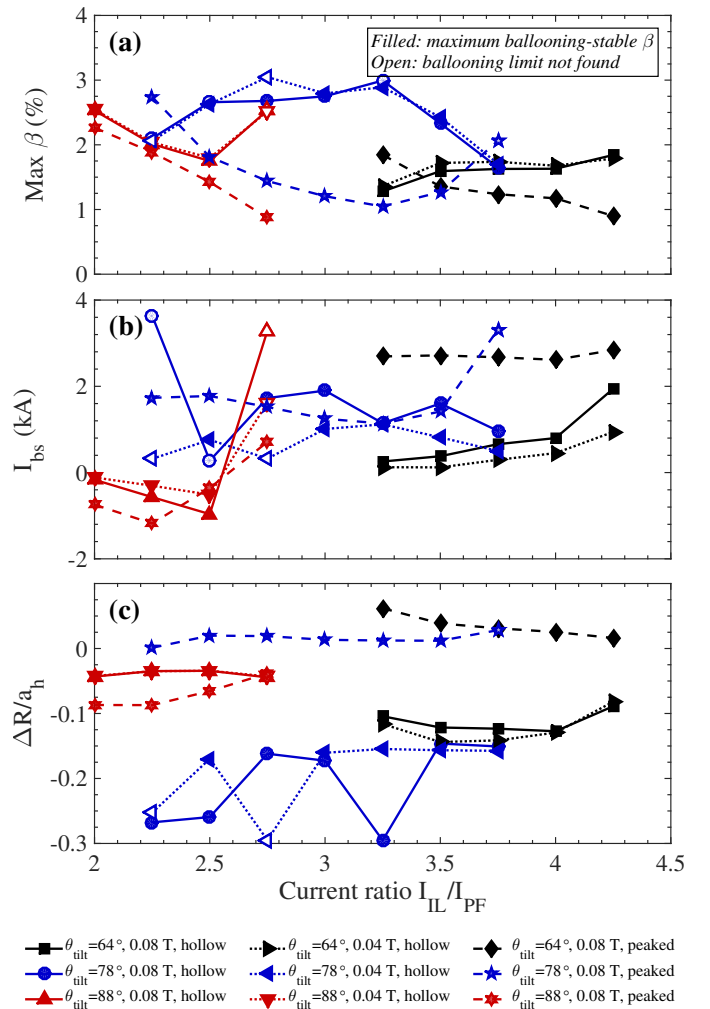 (a)
Filled: maximum ballooning-stable β
Open: ballooning limit not found
Max β (%)
4
3
2
1
0
(b)
I_bs (kA)
4
2
0
-2
(c)
ΔR/a_h
0
-0.1
-0.2
-0.3
2 2.5 3 3.5 4 4.5
Current ratio I_IL/I_PF
θ_tilt=64°, 0.08 T, hollow θ_tilt=64°, 0.04 T, hollow θ_tilt=64°, 0.08 T, peaked
θ_tilt=78°, 0.08 T, hollow θ_tilt=78°, 0.04 T, hollow θ_tilt=78°, 0.08 T, peaked
θ_tilt=88°, 0.08 T, hollow θ_tilt=88°, 0.04 T, hollow θ_tilt=88°, 0.08 T, peaked